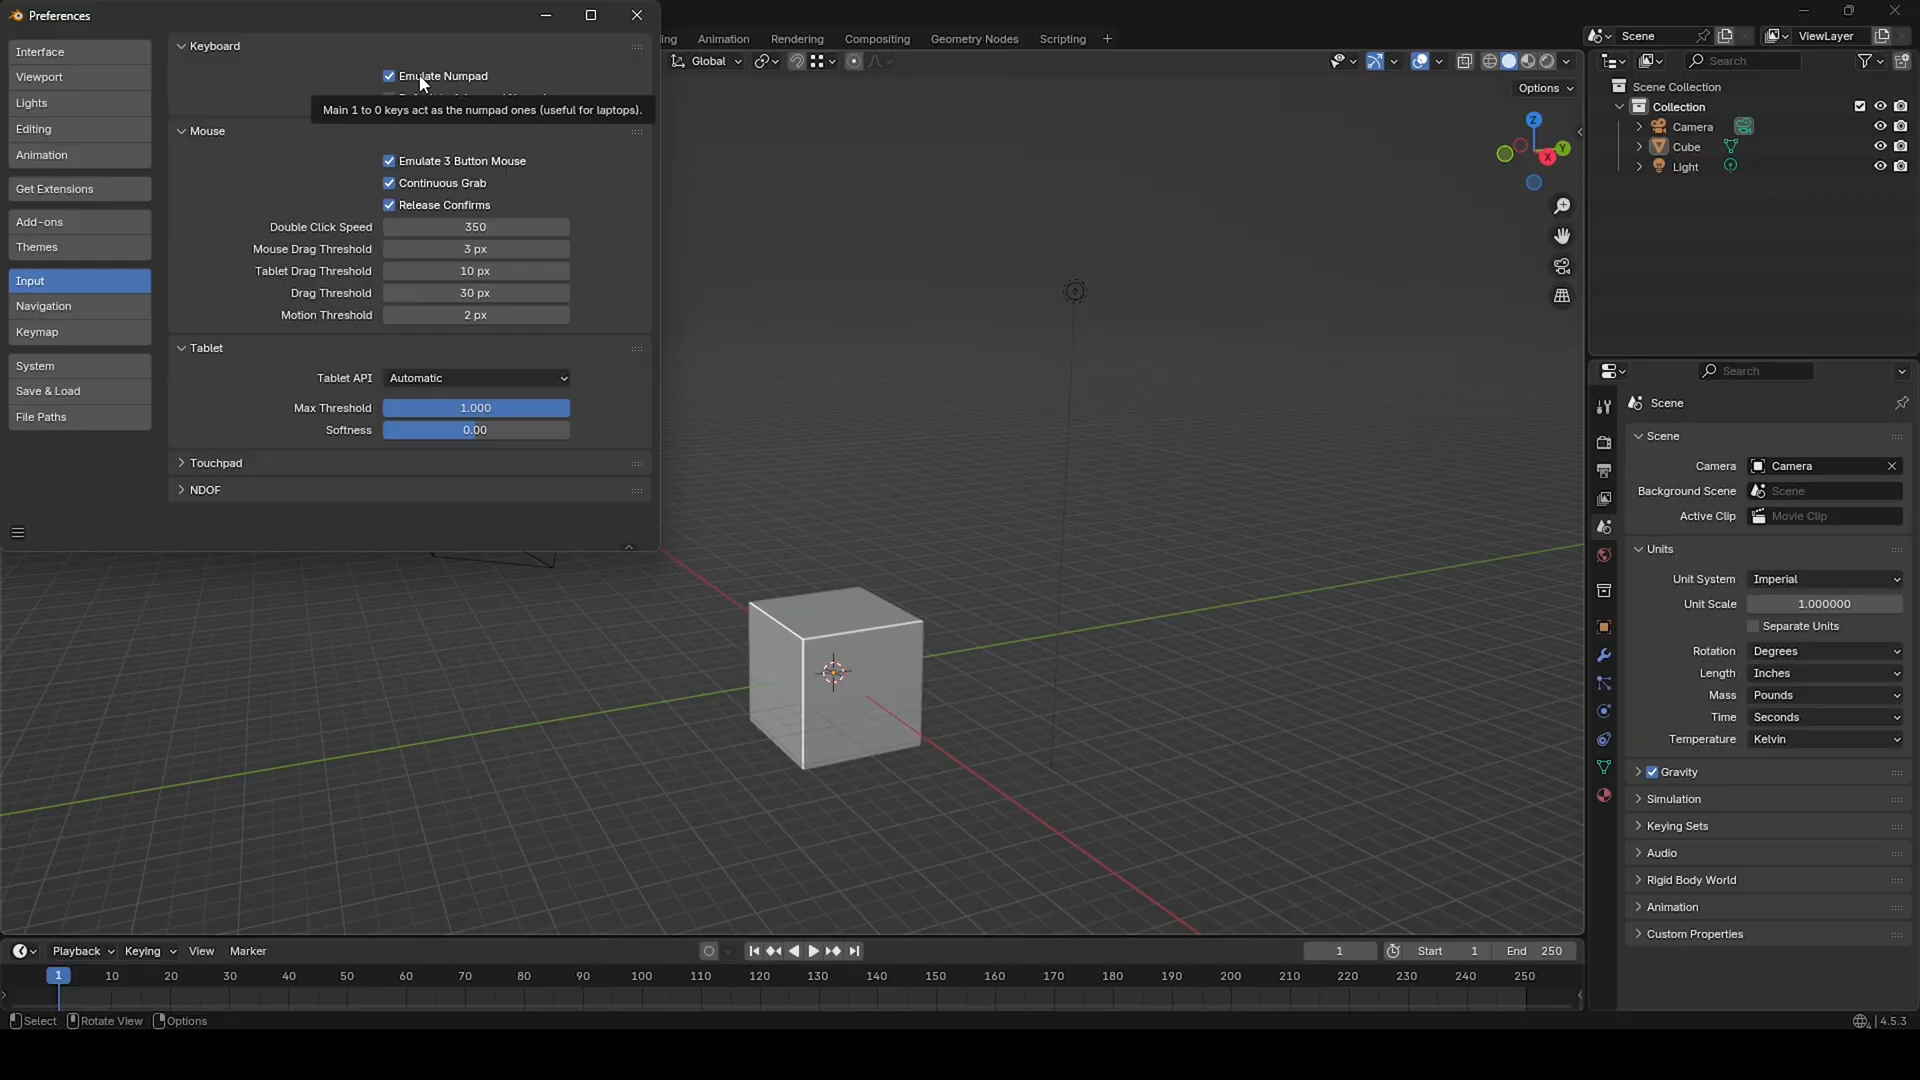 Preferences
Interface
Viewport
Lights
Editing
Animation
Get Extensions
Add-ons
Themes
Input
Navigation
Keymap
System
Save & Load
File Paths
Keyboard
Emulate Numpad
Main 1 to 0 keys act as the numpad ones (useful for laptops).
Mouse
Emulate 3 Button Mouse
Continuous Grab
Release Confirms
Double Click Speed 350
Mouse Drag Threshold 3 px
Tablet Drag Threshold 10 px
Drag Threshold 30 px
Motion Threshold 2 px
Tablet
Tablet API Automatic
Max Threshold 1.000
Softness 0.00
Touchpad
NDOF
Animation Rendering Compositing Geometry Nodes Scripting +
Scene ViewLayer
Global
Options
Z
Y
X
Search
Scene Collection
Collection
Camera
Cube
Light
Search
Scene
Scene
Camera Camera
Background Scene Scene
Active Clip Movie Clip
Units
Unit System Imperial
Unit Scale 1.000000
Separate Units
Rotation Degrees
Length Inches
Mass Pounds
Time Seconds
Temperature Kelvin
Gravity
Simulation
Keying Sets
Audio
Rigid Body World
Animation
Custom Properties
Playback Keying View Marker 1 Start 1 End 250
1 10 20 30 40 50 60 70 80 90 100 110 120 130 140 150 160 170 180 190 200 210 220 230 240 250
Select Rotate View Options 4.5.3